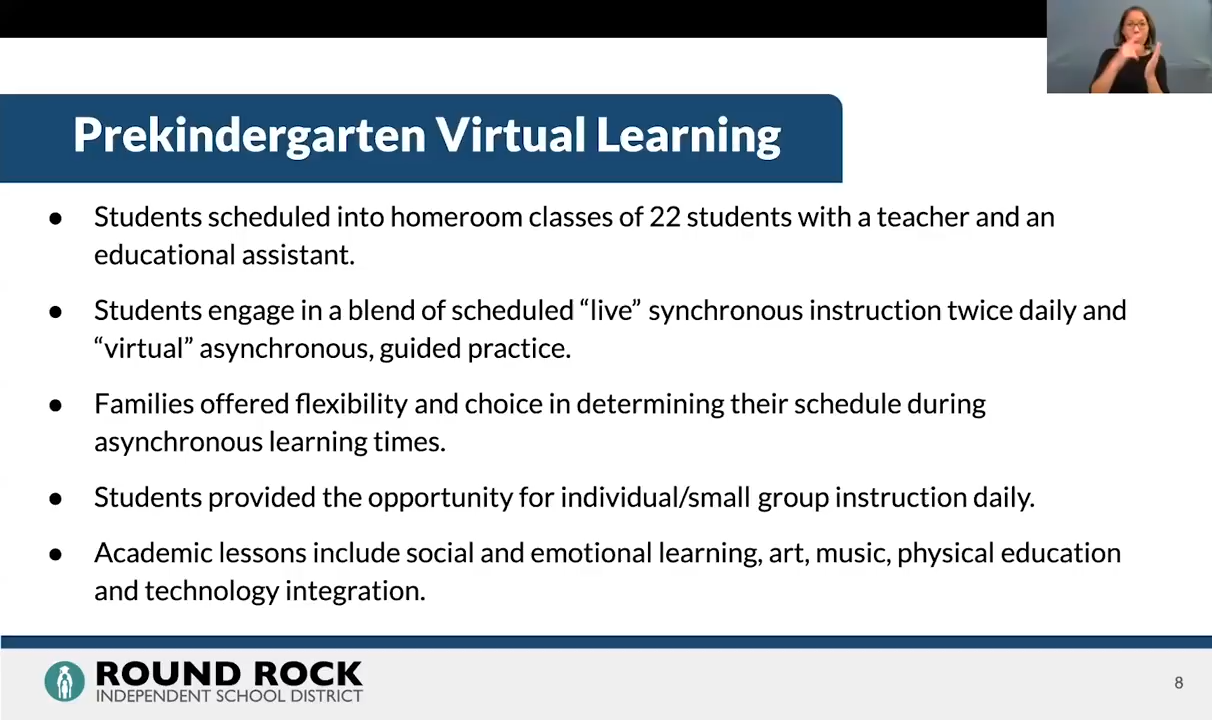 Prekindergarten Virtual Learning
● Students scheduled into homeroom classes of 22 students with a teacher and an
educational assistant.
● Students engage in a blend of scheduled “live” synchronous instruction twice daily and
“virtual” asynchronous, guided practice.
● Families offered flexibility and choice in determining their schedule during
asynchronous learning times.
● Students provided the opportunity for individual/small group instruction daily.
● Academic lessons include social and emotional learning, art, music, physical education
and technology integration.
ROUND ROCK
INDEPENDENT SCHOOL DISTRICT
8